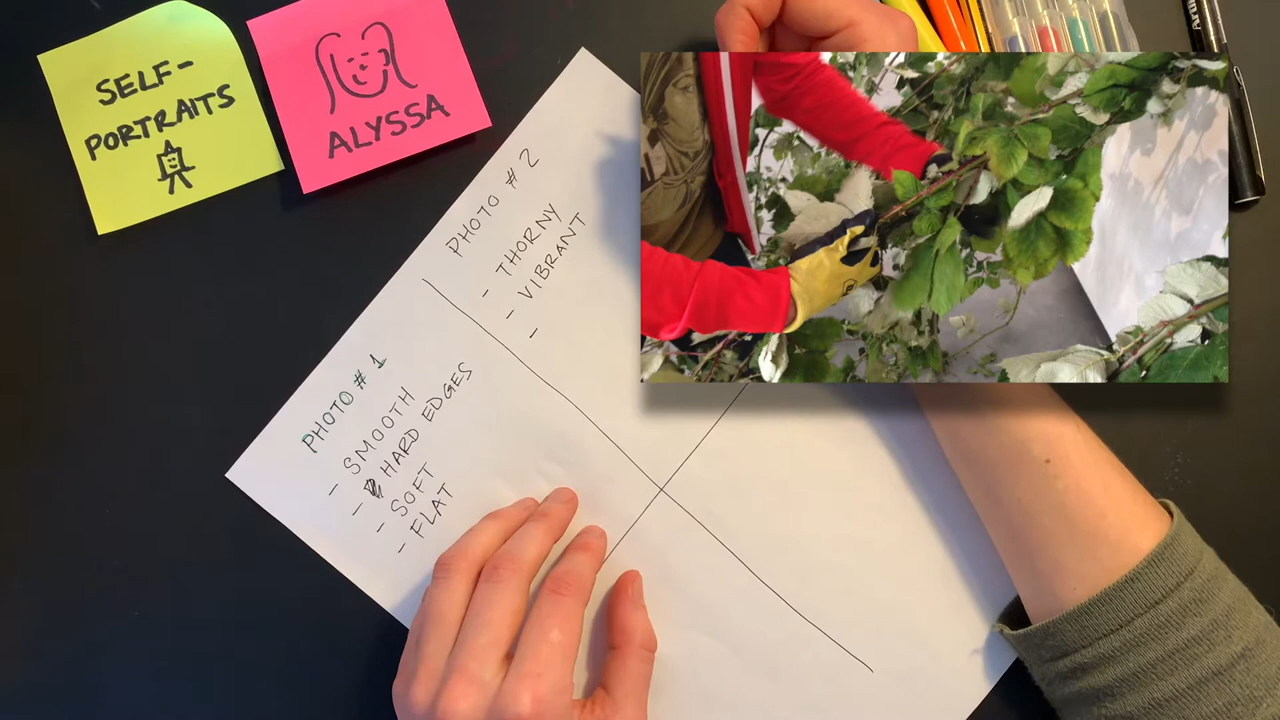 SELF-
PORTRAITS
ALYSSA
PHOTO #1
- SMOOTH
- HARD EDGES
- SOFT
- FLAT
PHOTO #2
- THORNY
- VIBRANT
-